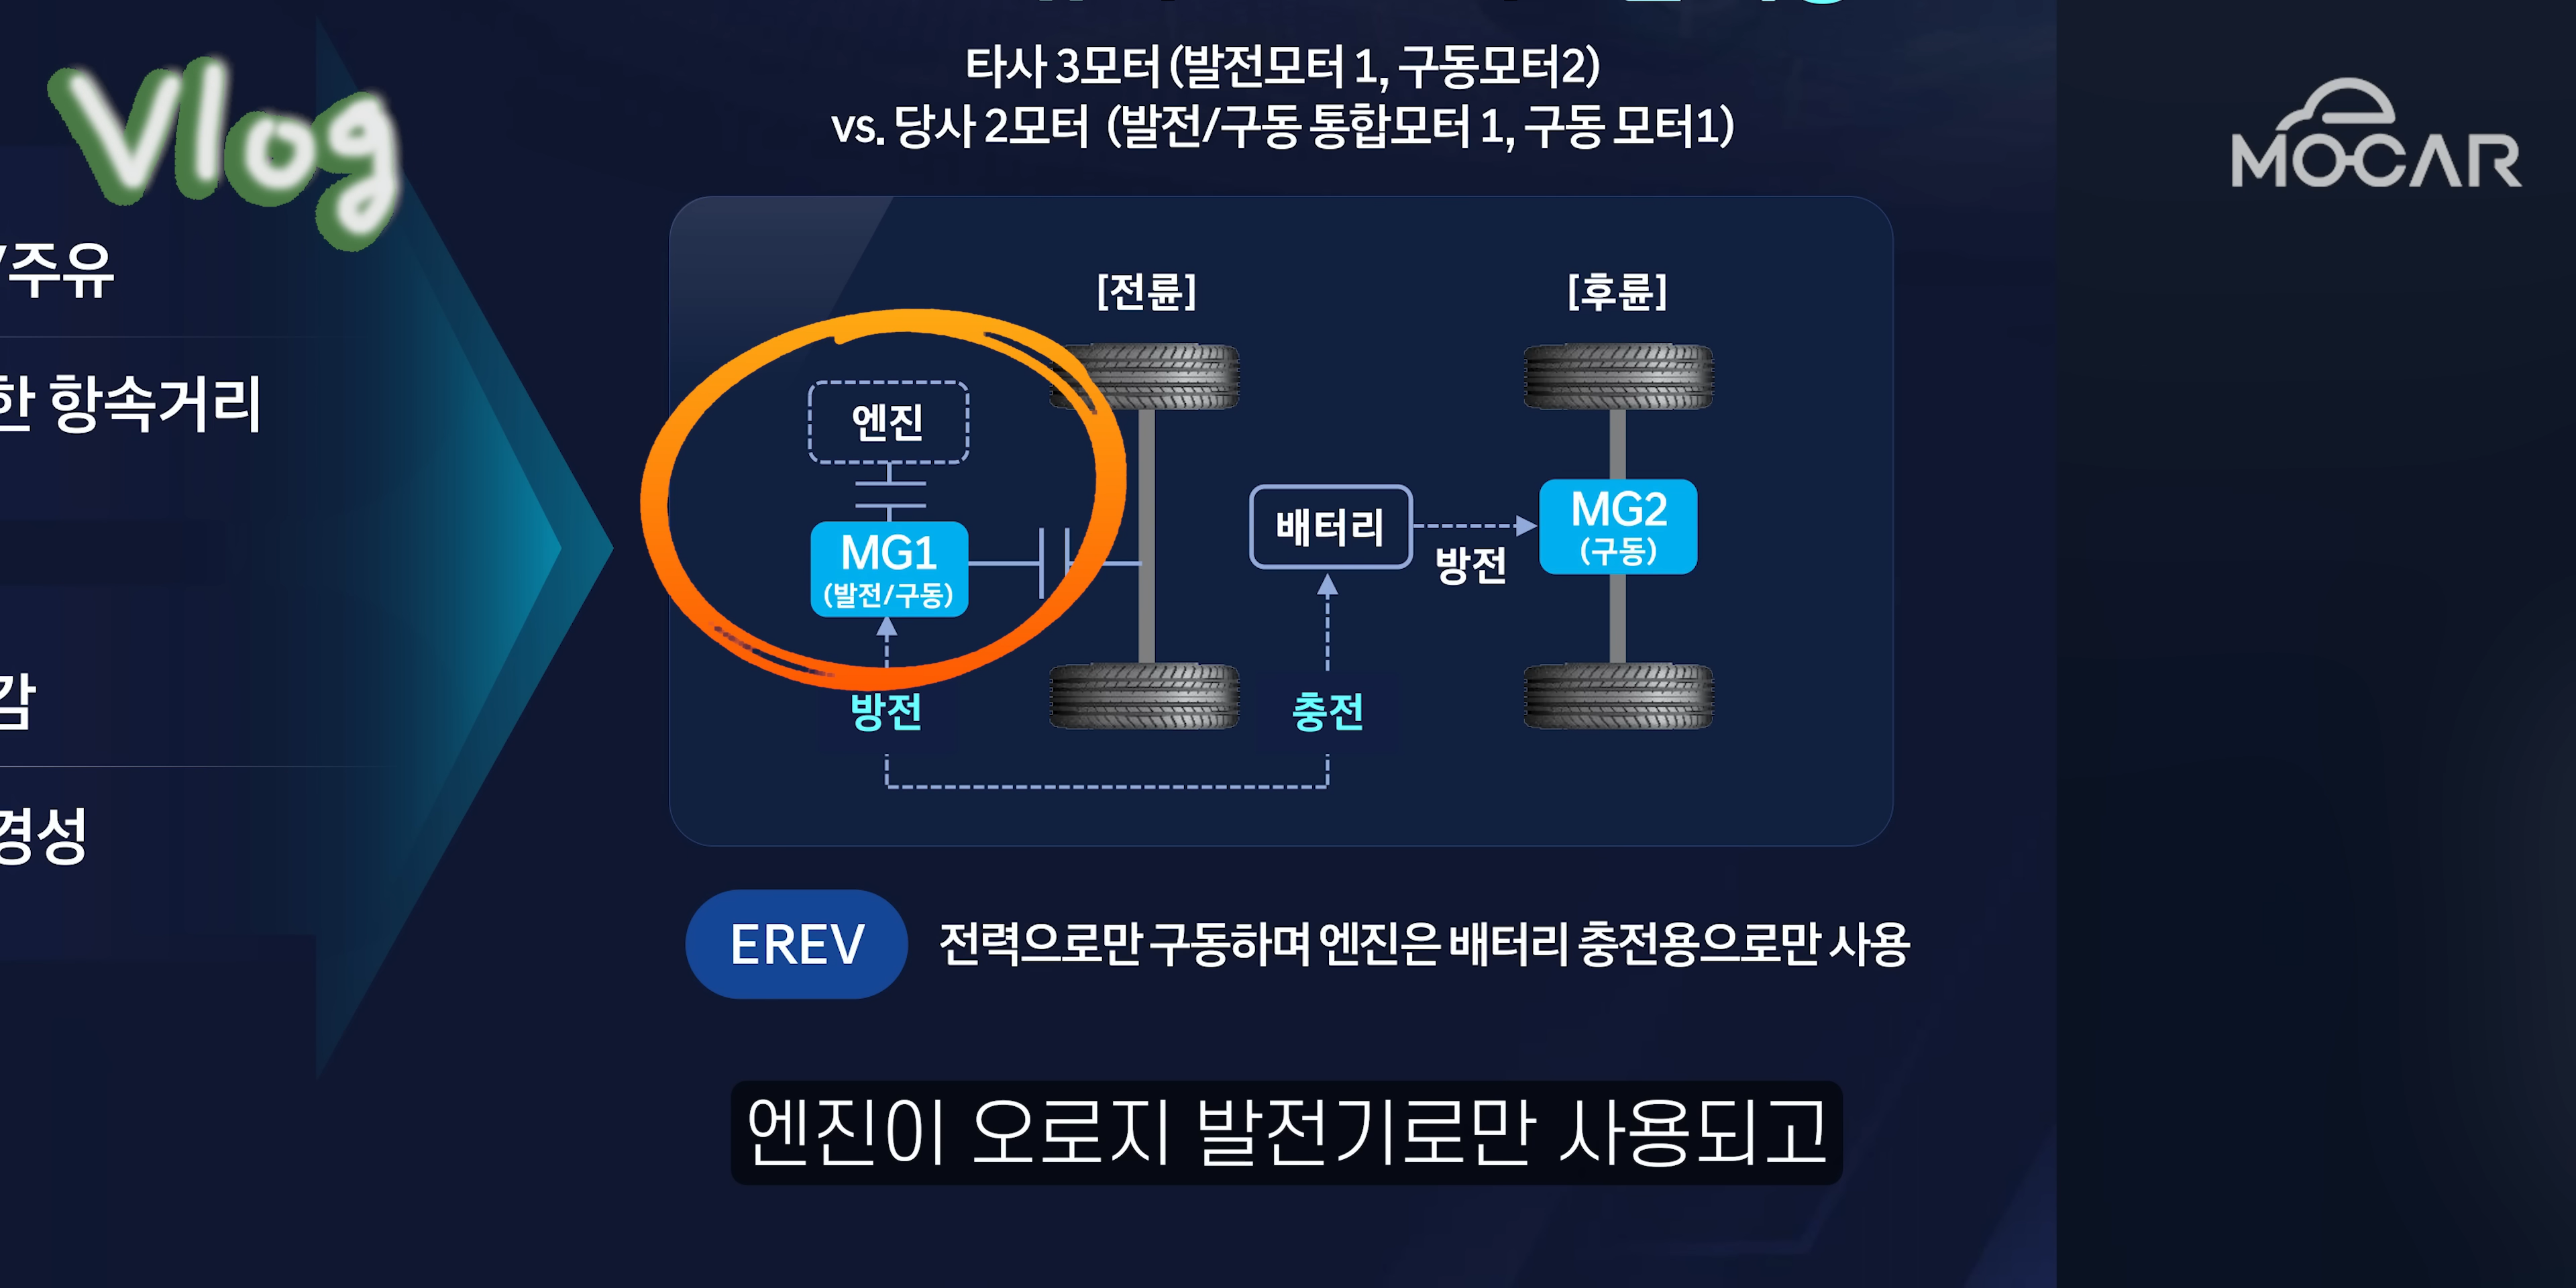 타사 3모터 (발전모터 1, 구동모터2)
vs. 당사 2모터 (발전/구동 통합모터 1, 구동 모터1)
Vlog
MOCAR
/주유
한 항속거리
감
경성
[전륜]
[후륜]
엔진
MG1
(발전/구동)
배터리
방전
MG2
(구동)
방전
충전
EREV 전력으로만 구동하며 엔진은 배터리 충전용으로만 사용
엔진이 오로지 발전기로만 사용되고